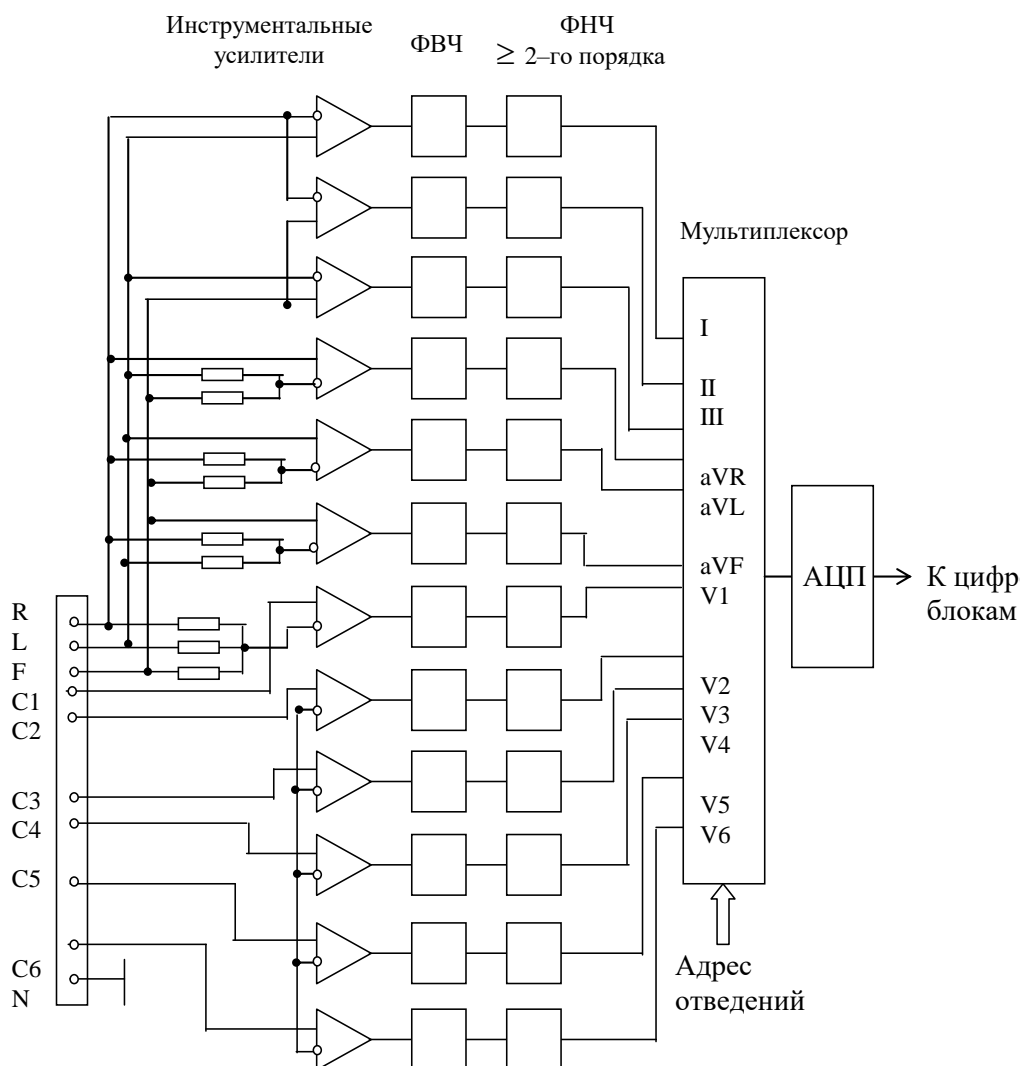 Инструментальные
усилители
ФВЧ
ФНЧ
≥ 2–го порядка
Мультиплексор
I
II
III
aVR
aVL
aVF
V1
V2
V3
V4
V5
V6
АЦП
К цифр
блокам
R
L
F
C1
C2
C3
C4
C5
C6
N
Адрес
отведений